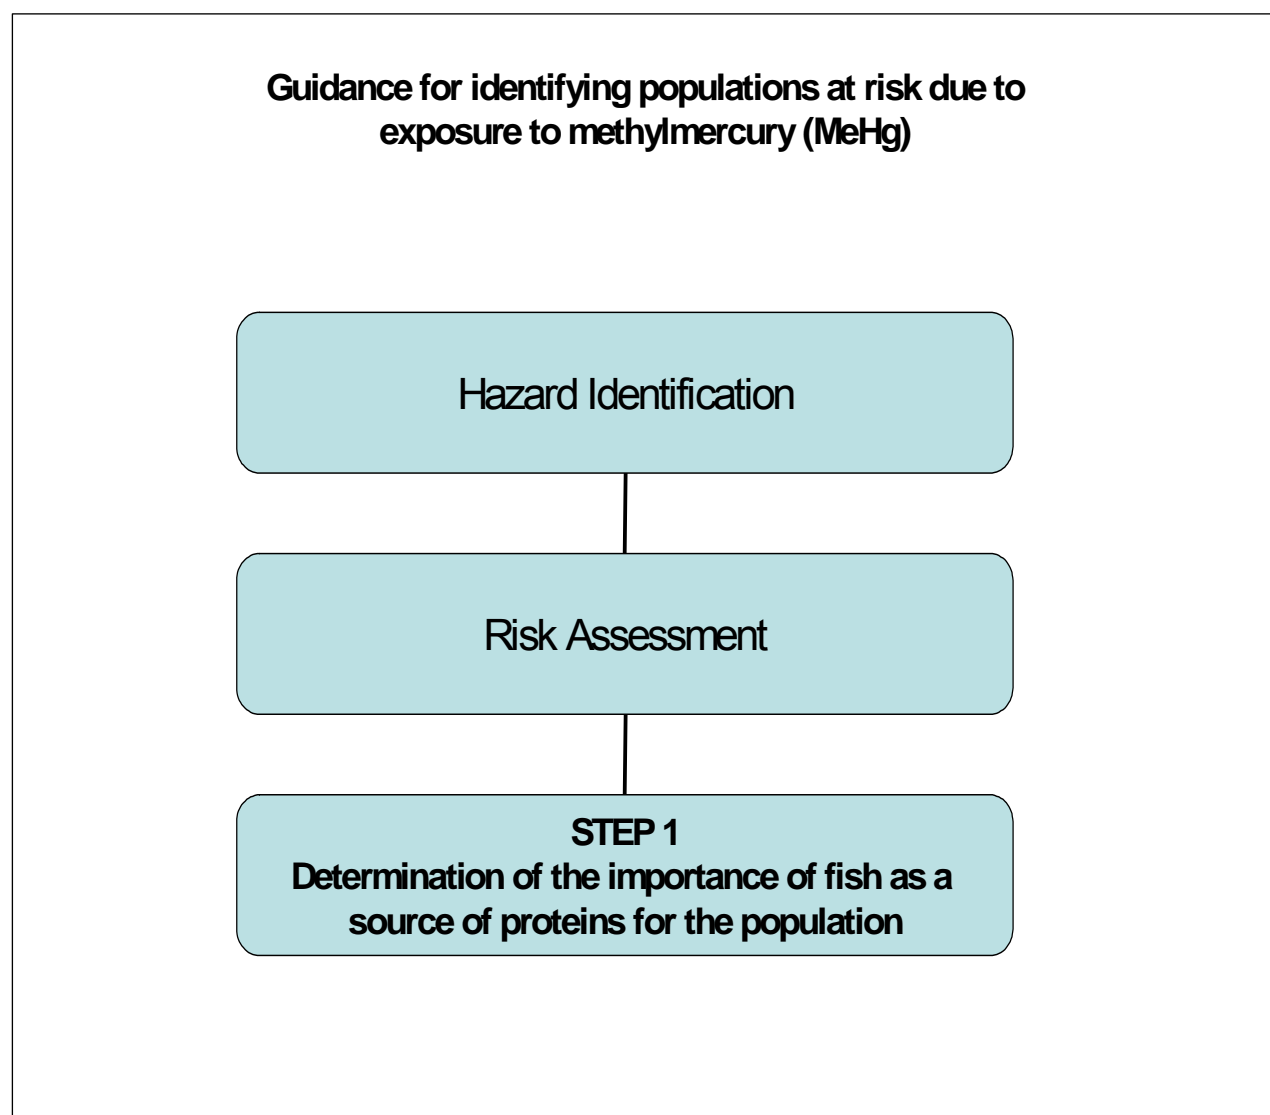 Guidance for identifying populations at risk due to
exposure to methylmercury (MeHg)
Hazard Identification
Risk Assessment
STEP 1
Determination of the importance of fish as a
source of proteins for the population